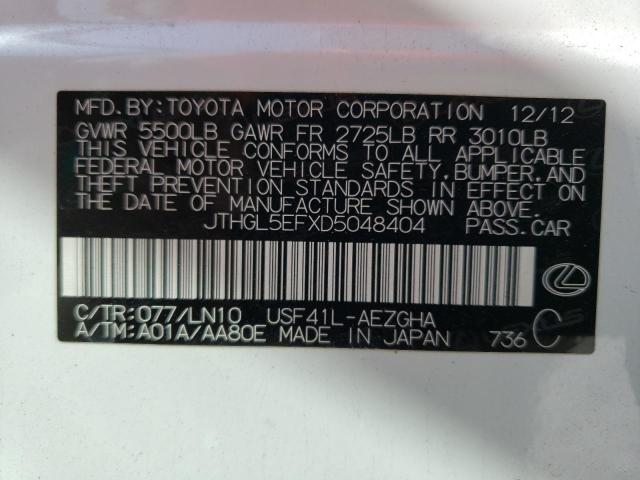 MFD. BY: TOYOTA MOTOR CORPORATION 12/12
GVWR 5500LB GAWR FR 2725LB RR 3010LB
THIS VEHICLE CONFORMS TO ALL APPLICABLE
FEDERAL MOTOR VEHICLE SAFETY, BUMPER, AND
THEFT PREVENTION STANDARDS IN EFFECT ON
THE DATE OF MANUFACTURE SHOWN ABOVE.
JTHGL5EFXD5048404 PASS. CAR
C/TR: 077/LN10 USF41L-AEZGHA
A/TM: A01A/AA80E MADE IN JAPAN 736 C